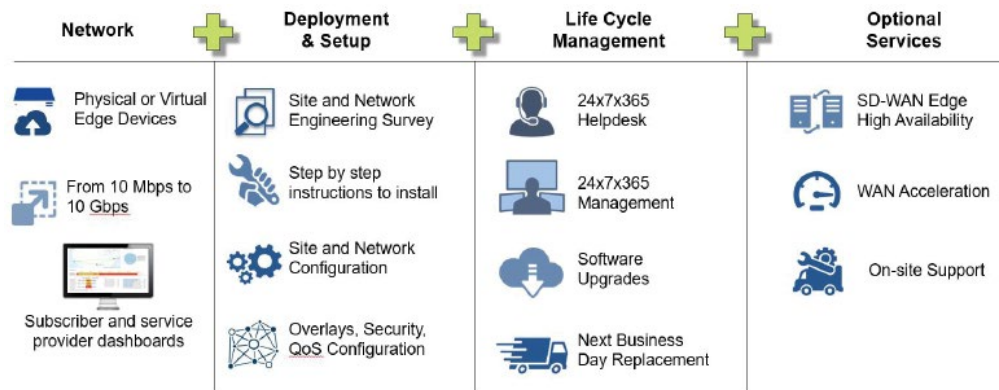 Network
Deployment
& Setup
Life Cycle
Management
Optional
Services
Physical or Virtual
Edge Devices
From 10 Mbps to
10 Gbps
Subscriber and service
provider dashboards
Site and Network
Engineering Survey
Step by step
instructions to install
Site and Network
Configuration
Overlays, Security,
QoS Configuration
24x7x365
Helpdesk
24x7x365
Management
Software
Upgrades
Next Business
Day Replacement
SD-WAN Edge
High Availability
WAN Acceleration
On-site Support